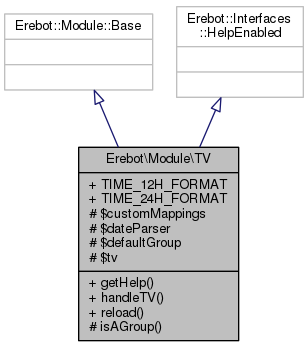 Erebot::Module::Base
Erebot::Interfaces
::HelpEnabled
Erebot\Module\TV
+ TIME_12H_FORMAT
+ TIME_24H_FORMAT
# $customMappings
# $dateParser
# $defaultGroup
# $tv
+ getHelp()
+ handleTV()
+ reload()
# isAGroup()